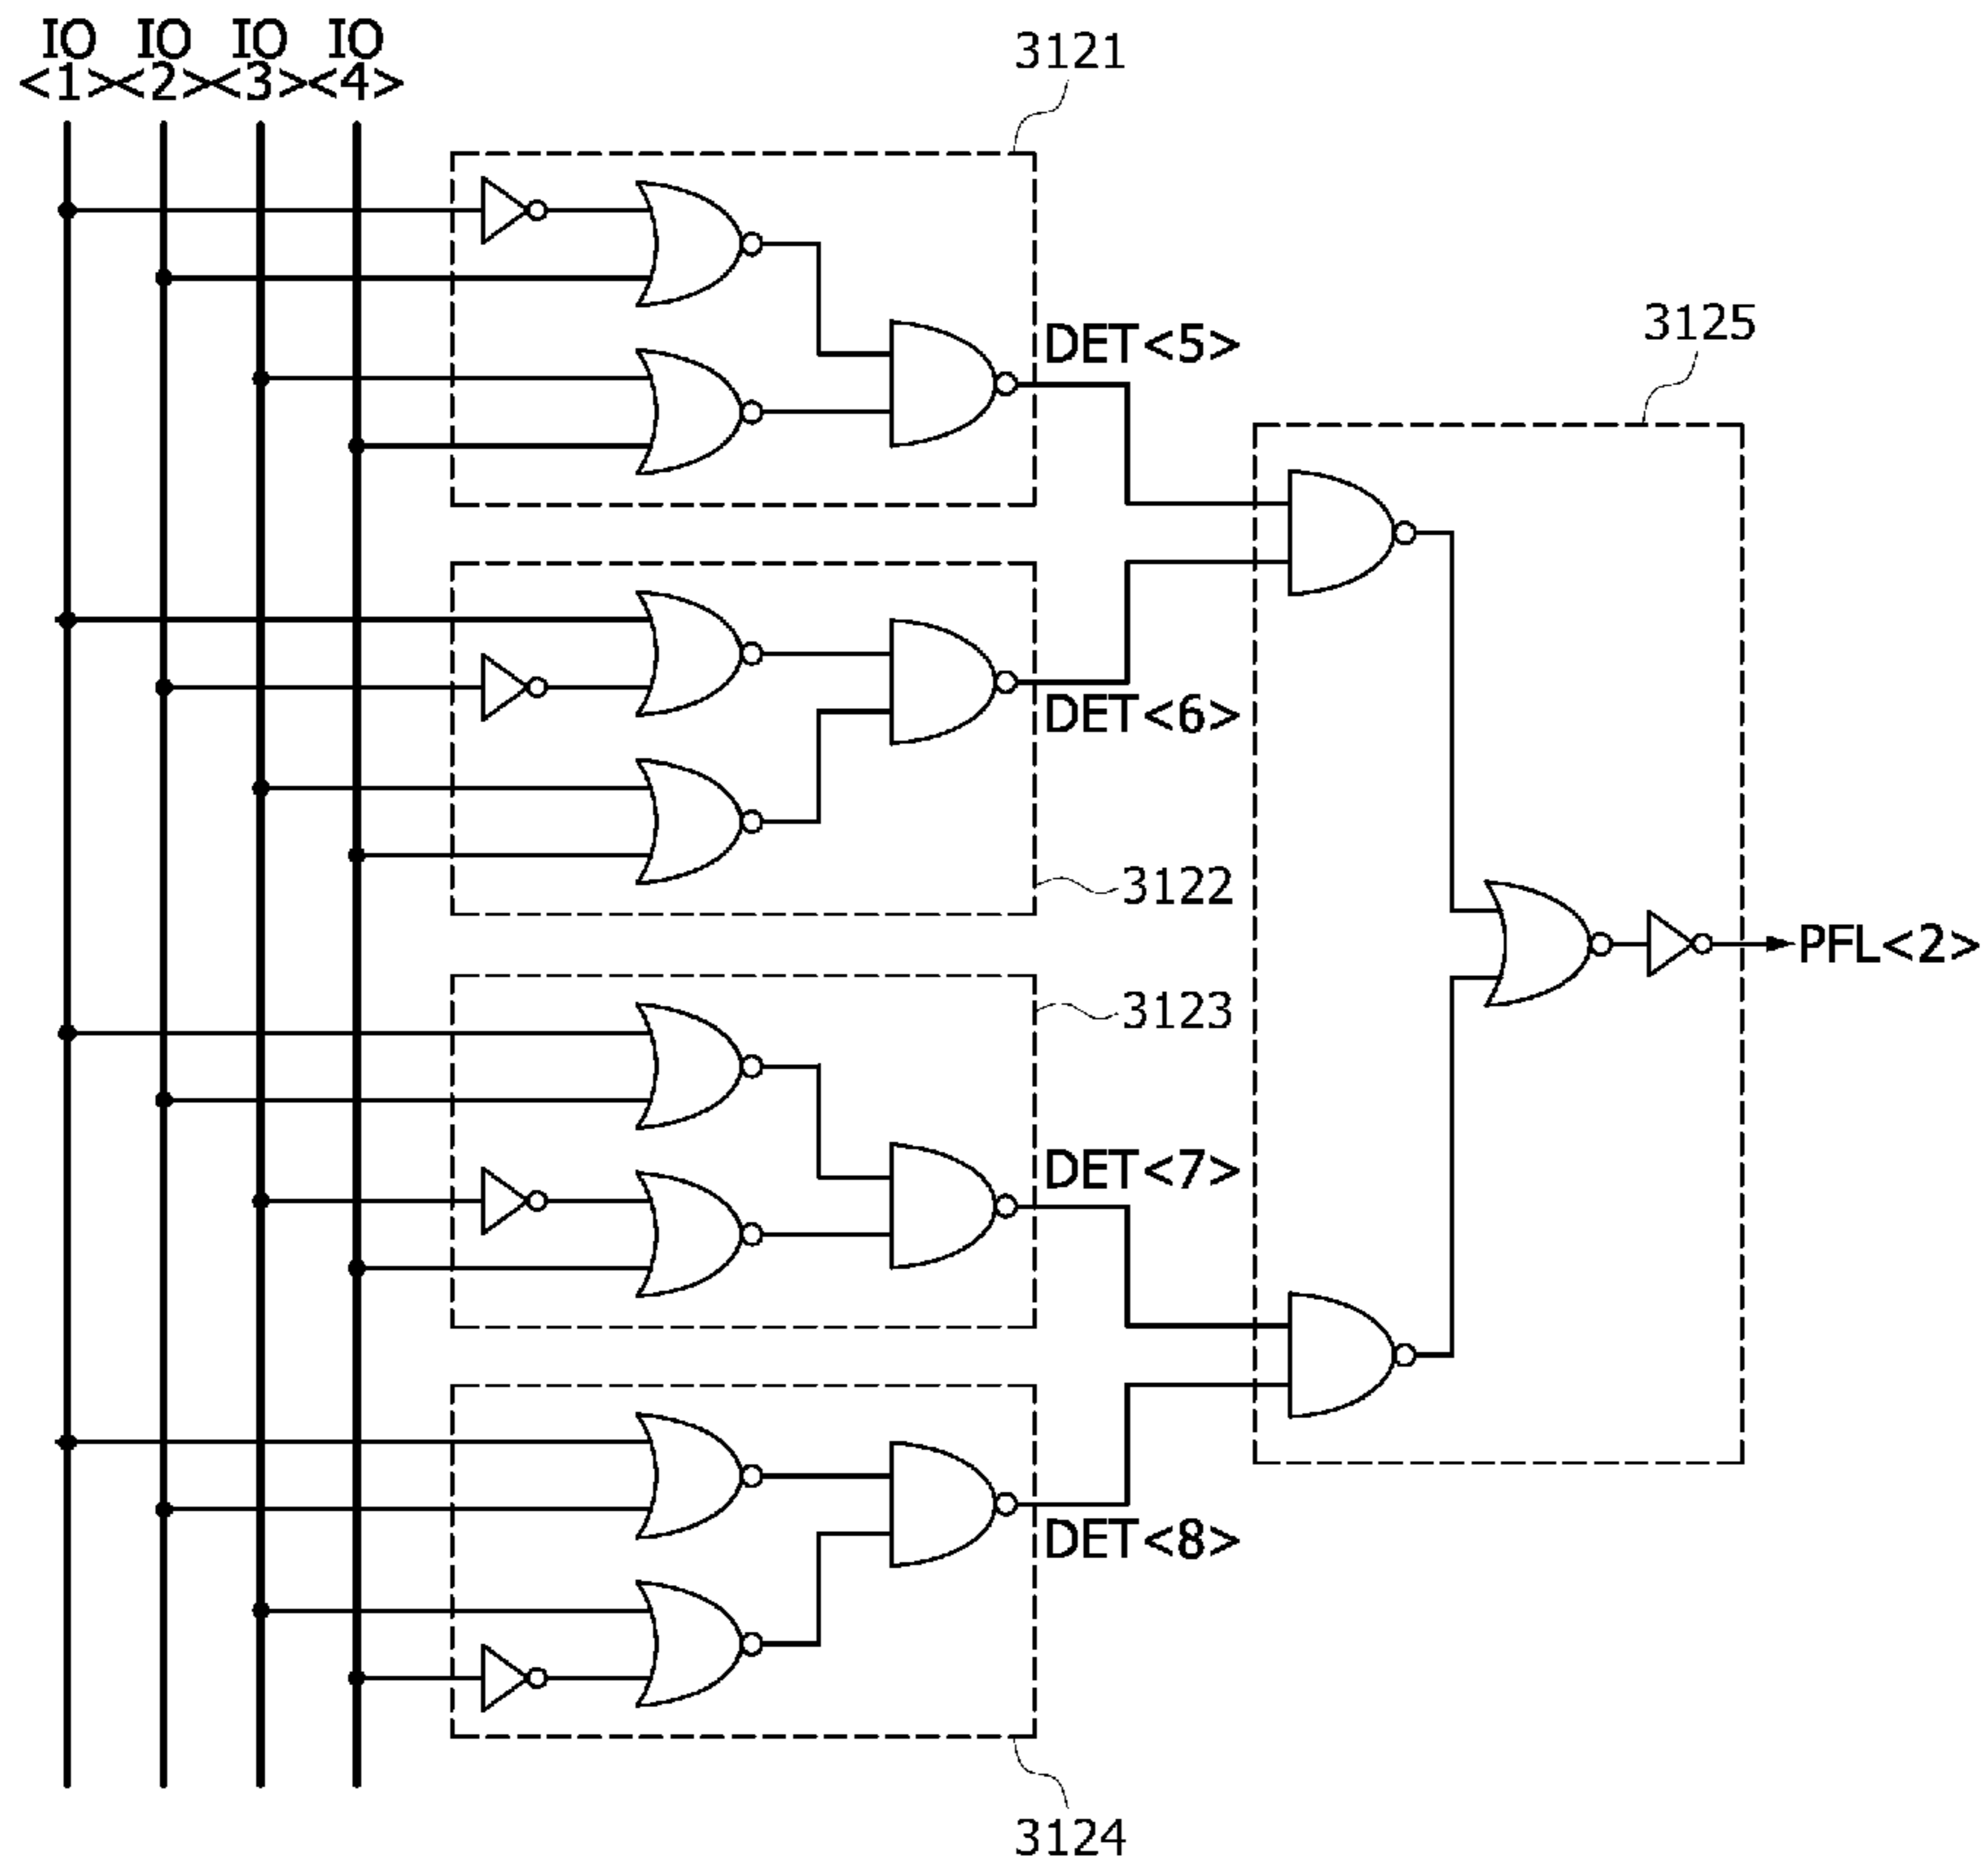 IO IO IO IO
<1><2><3><4>
3121
DET<5>
3125
DET<6>
3122
PFL<2>
3123
DET<7>
DET<8>
3124